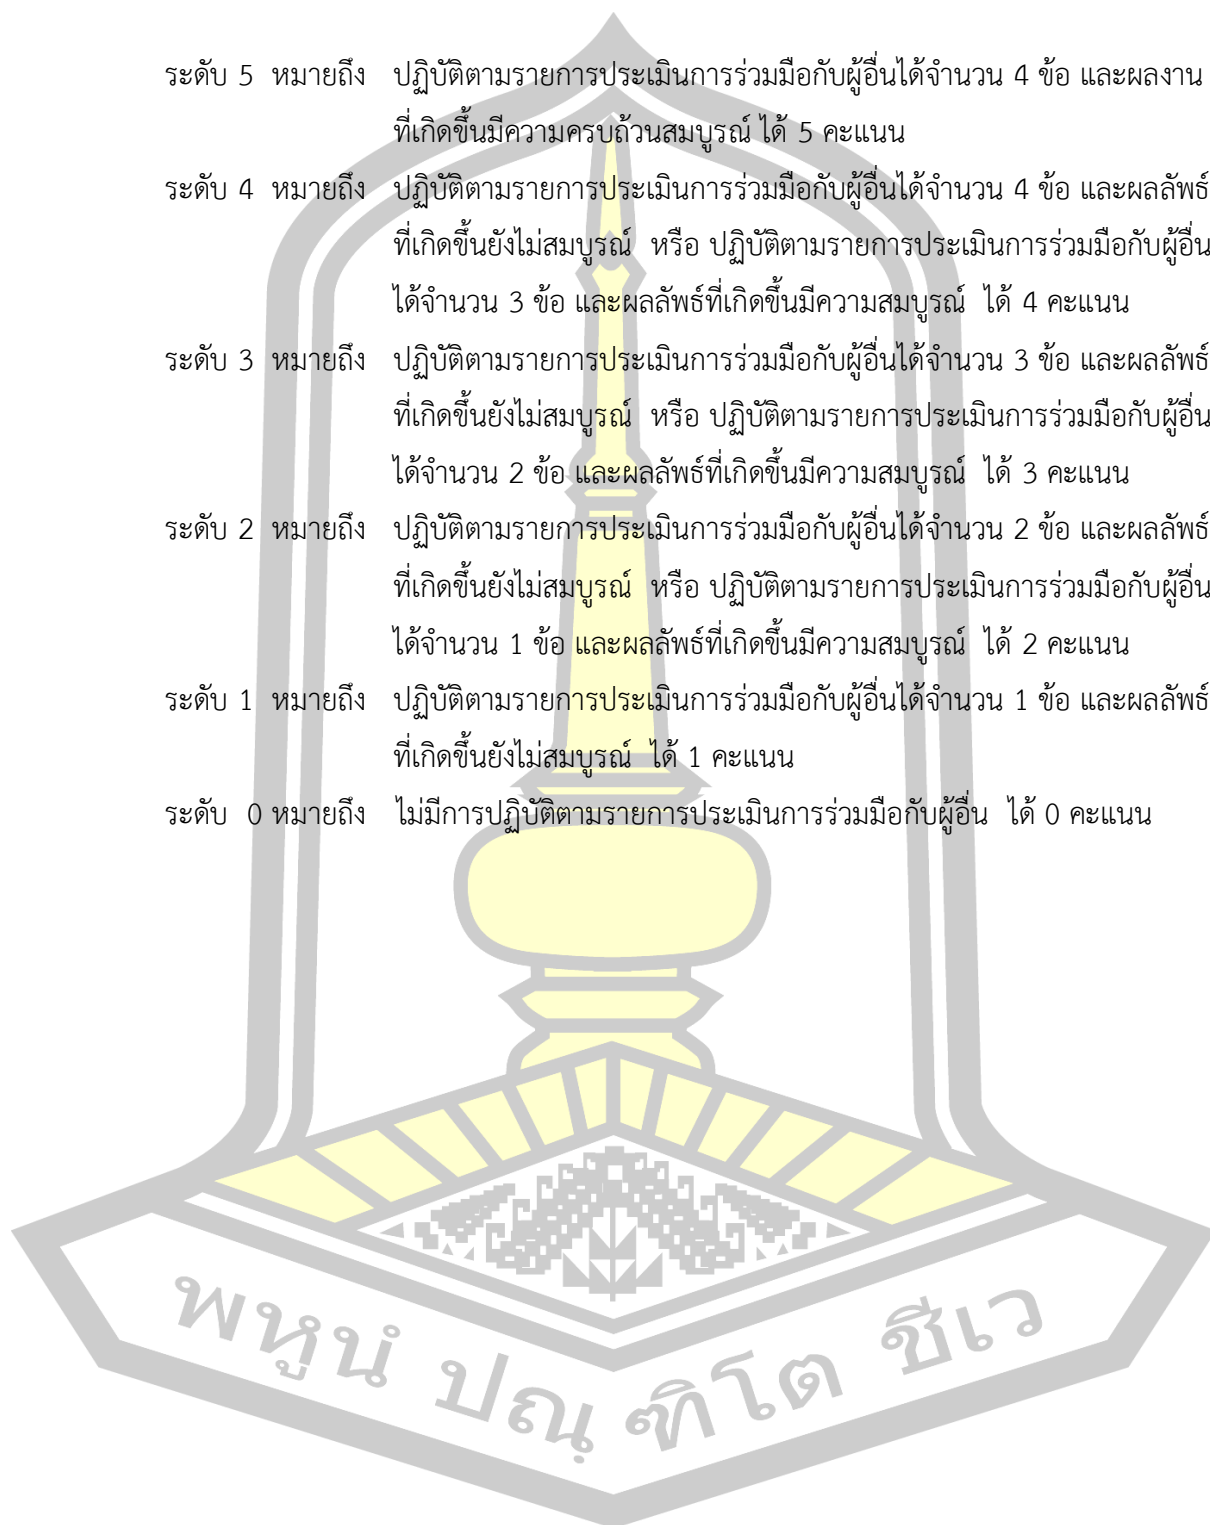 ระดับ 5 หมายถึง ปฏิบัติตามรายการประเมินการร่วมมือกับผู้อื่นได้จำนวน 4 ข้อ และผลงาน
ที่เกิดขึ้นมีความครบถ้วนสมบูรณ์ ได้ 5 คะแนน
ระดับ 4 หมายถึง ปฏิบัติตามรายการประเมินการร่วมมือกับผู้อื่นได้จำนวน 4 ข้อ และผลลัพธ์
ที่เกิดขึ้นยังไม่สมบูรณ์ หรือ ปฏิบัติตามรายการประเมินการร่วมมือกับผู้อื่น
ได้จำนวน 3 ข้อ และผลลัพธ์ที่เกิดขึ้นมีความสมบูรณ์ ได้ 4 คะแนน
ระดับ 3 หมายถึง ปฏิบัติตามรายการประเมินการร่วมมือกับผู้อื่นได้จำนวน 3 ข้อ และผลลัพธ์
ที่เกิดขึ้นยังไม่สมบูรณ์ หรือ ปฏิบัติตามรายการประเมินการร่วมมือกับผู้อื่น
ได้จำนวน 2 ข้อ และผลลัพธ์ที่เกิดขึ้นมีความสมบูรณ์ ได้ 3 คะแนน
ระดับ 2 หมายถึง ปฏิบัติตามรายการประเมินการร่วมมือกับผู้อื่นได้จำนวน 2 ข้อ และผลลัพธ์
ที่เกิดขึ้นยังไม่สมบูรณ์ หรือ ปฏิบัติตามรายการประเมินการร่วมมือกับผู้อื่น
ได้จำนวน 1 ข้อ และผลลัพธ์ที่เกิดขึ้นมีความสมบูรณ์ ได้ 2 คะแนน
ระดับ 1 หมายถึง ปฏิบัติตามรายการประเมินการร่วมมือกับผู้อื่นได้จำนวน 1 ข้อ และผลลัพธ์
ที่เกิดขึ้นยังไม่สมบูรณ์ ได้ 1 คะแนน
ระดับ 0 หมายถึง ไม่มีการปฏิบัติตามรายการประเมินการร่วมมือกับผู้อื่น ได้ 0 คะแนน
พหูนํ ปณฺ ฑิโต ชีเว